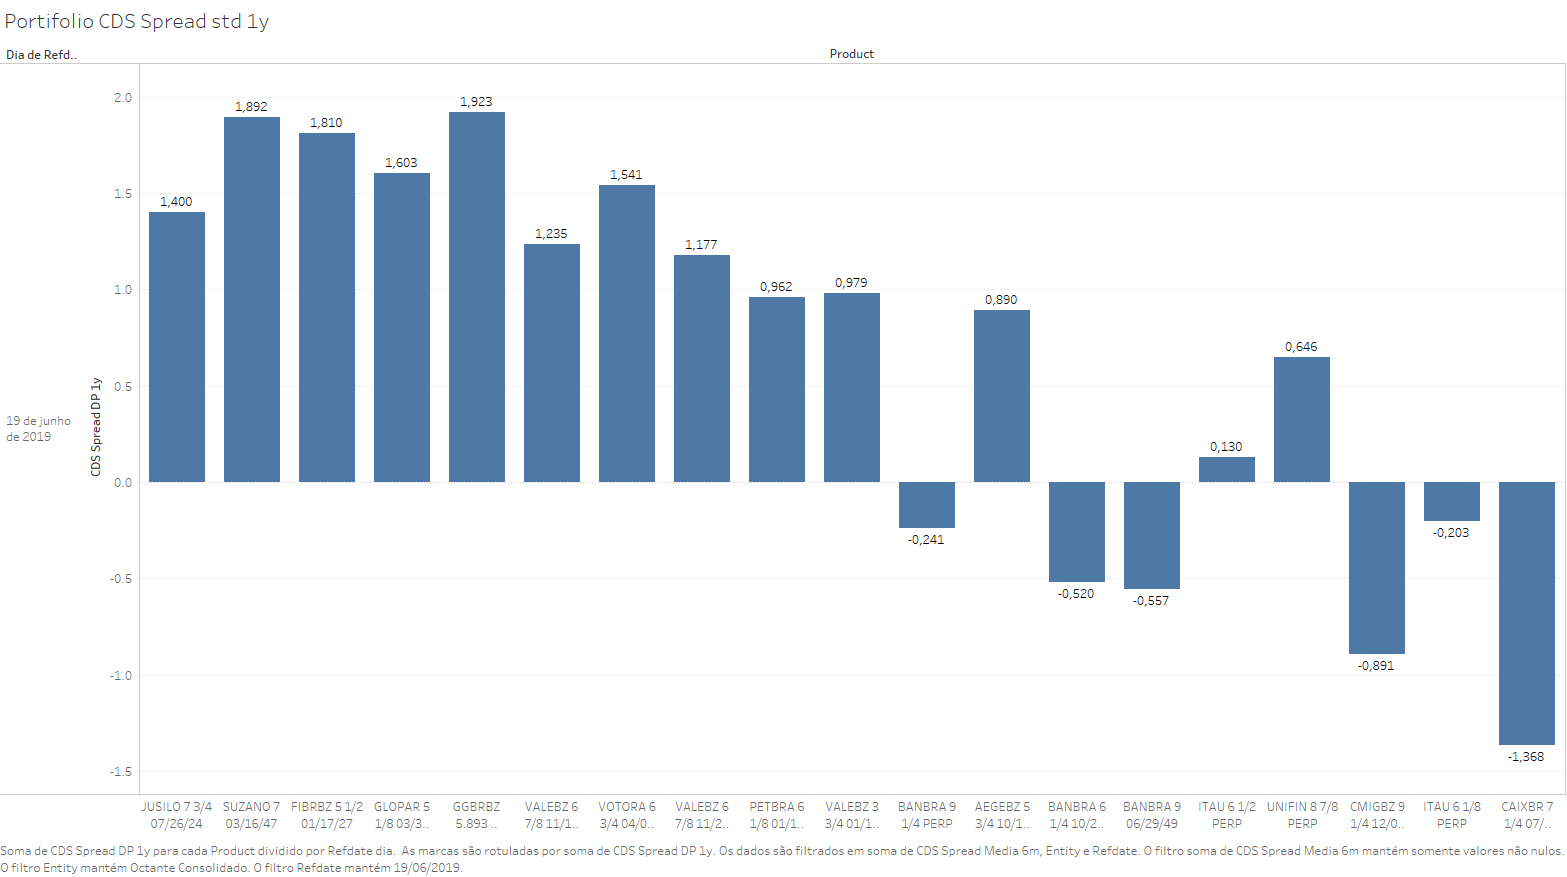 Portifolio CDS Spread std 1y
Dia de Refd..
Product
19 de junho
de 2019
CDS Spread DP 1y
2.0
1.5
1.0
0.5
0.0
-0.5
-1.0
-1.5
1,400
1,892
1,810
1,603
1,923
1,235
1,541
1,177
0,962
0,979
-0,241
0,890
-0,520
-0,557
0,130
0,646
-0,891
-0,203
-1,368
JUSILO 7 3/4
07/26/24
SUZANO 7
03/16/47
FIBRBZ 5 1/2
01/17/27
GLOPAR 5
1/8 03/3..
GGBRBZ
5.893 ..
VALEBZ 6
7/8 11/1..
VOTORA 6
3/4 04/0..
VALEBZ 6
7/8 11/2..
PETBRA 6
1/8 01/1..
VALEBZ 3
3/4 01/1..
BANBRA 9
1/4 PERP
AEGEBZ 5
3/4 10/1..
BANBRA 6
1/4 10/2..
BANBRA 9
06/29/49
ITAU 6 1/2
PERP
UNIFIN 8 7/8
PERP
CMIGBZ 9
1/4 12/0..
ITAU 6 1/8
PERP
CAIXBR 7
1/4 07/..
Soma de CDS Spread DP 1y para cada Product dividido por Refdate dia.  As marcas são rotuladas por soma de CDS Spread DP 1y. Os dados são filtrados em soma de CDS Spread Media 6m, Entity e Refdate. O filtro soma de CDS Spread Media 6m mantém somente valores não nulos.
O filtro Entity mantém Octante Consolidado. O filtro Refdate mantém 19/06/2019.